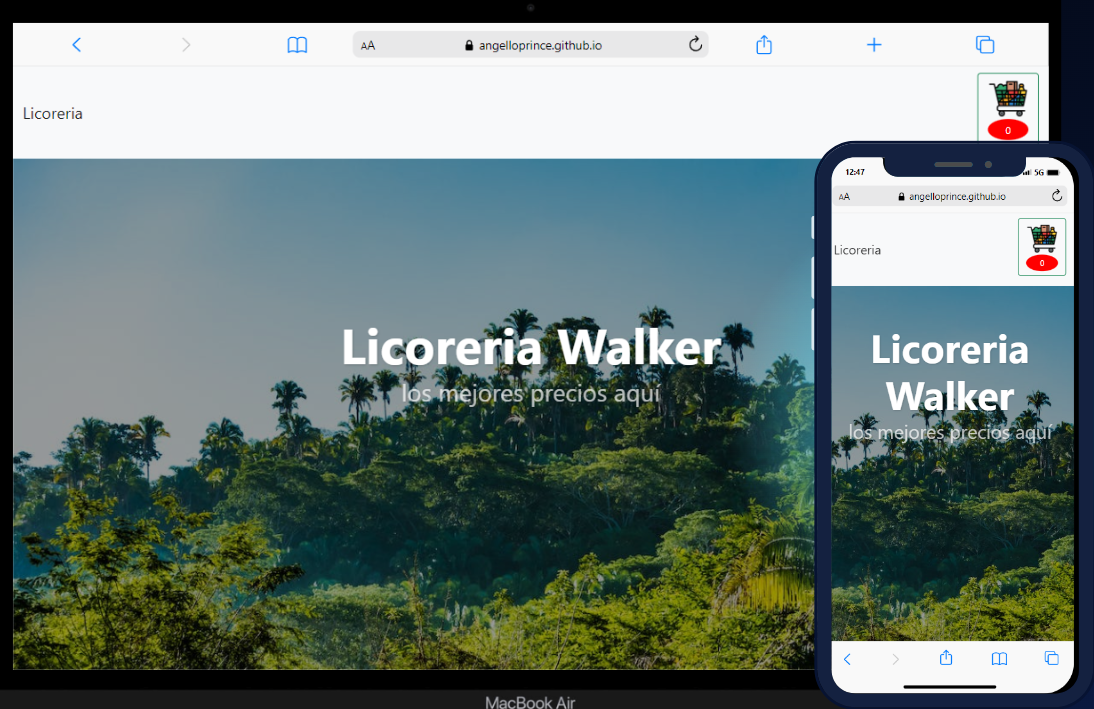 AA
angelloprince.github.io
Licoreria
0
Licoreria Walker
los mejores precios aquí
MacBook Air
12:47
5G
AA
angelloprince.github.io
Licoreria
0
Licoreria
Walker
los mejores precios aquí